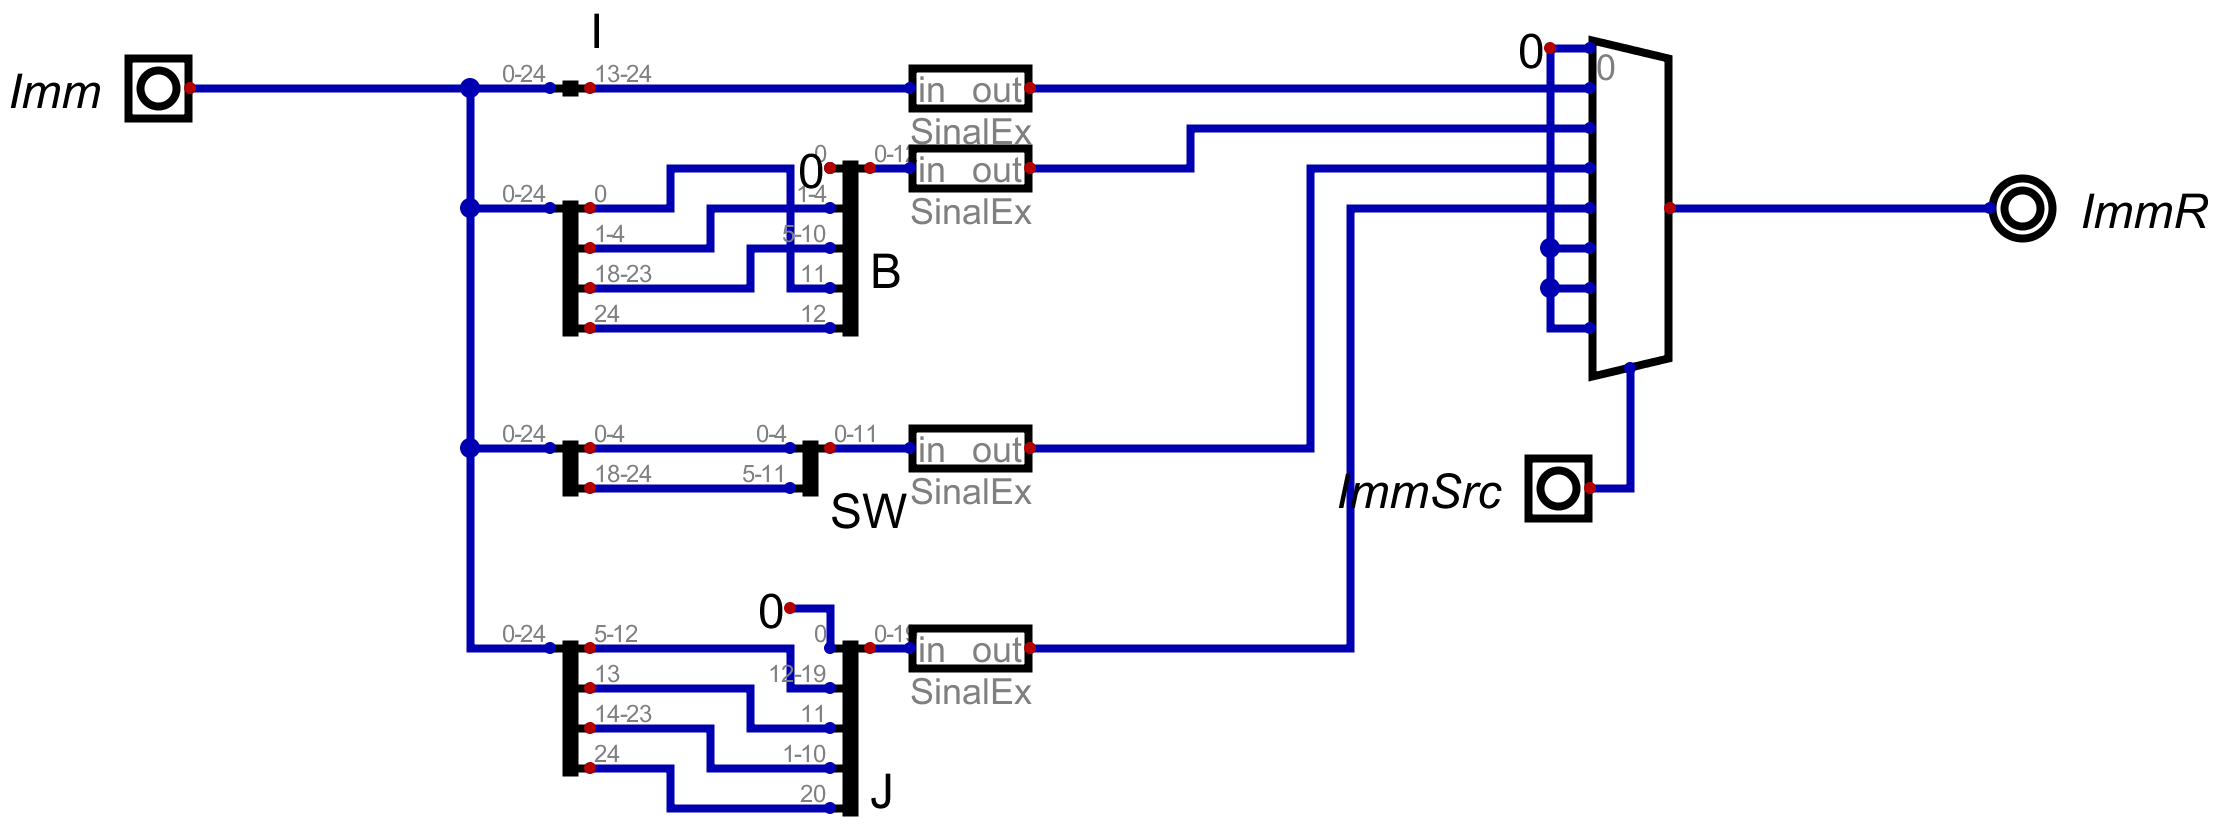 I
Imm
0-24
13-24
in out
SinalEx
0
0
0
0
0-12
in out
SinalEx
0-24
0
1-4
1-4
5-10
18-23
11
B
24
12
ImmR
0-24
0-4
0-4
0-11
in out
SinalEx
18-24
5-11
SW
ImmSrc
0
0-24
5-12
0
0-19
in out
SinalEx
13
12-19
14-23
11
24
1-10
20
J